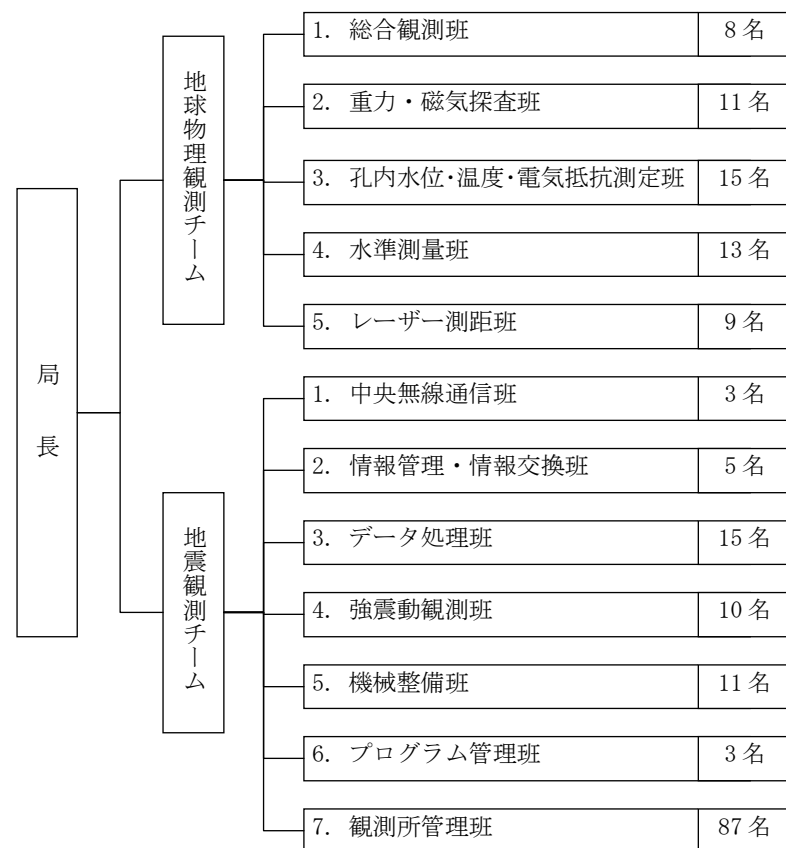 局長
地球物理観測チーム
1. 総合観測班 8名
2. 重力・磁気探査班 11名
3. 孔内水位・温度・電気抵抗測定班 15名
4. 水準測量班 13名
5. レーザー測距班 9名
地震観測チーム
1. 中央無線通信班 3名
2. 情報管理・情報交換班 5名
3. データ処理班 15名
4. 強震動観測班 10名
5. 機械整備班 11名
6. プログラム管理班 3名
7. 観測所管理班 87名